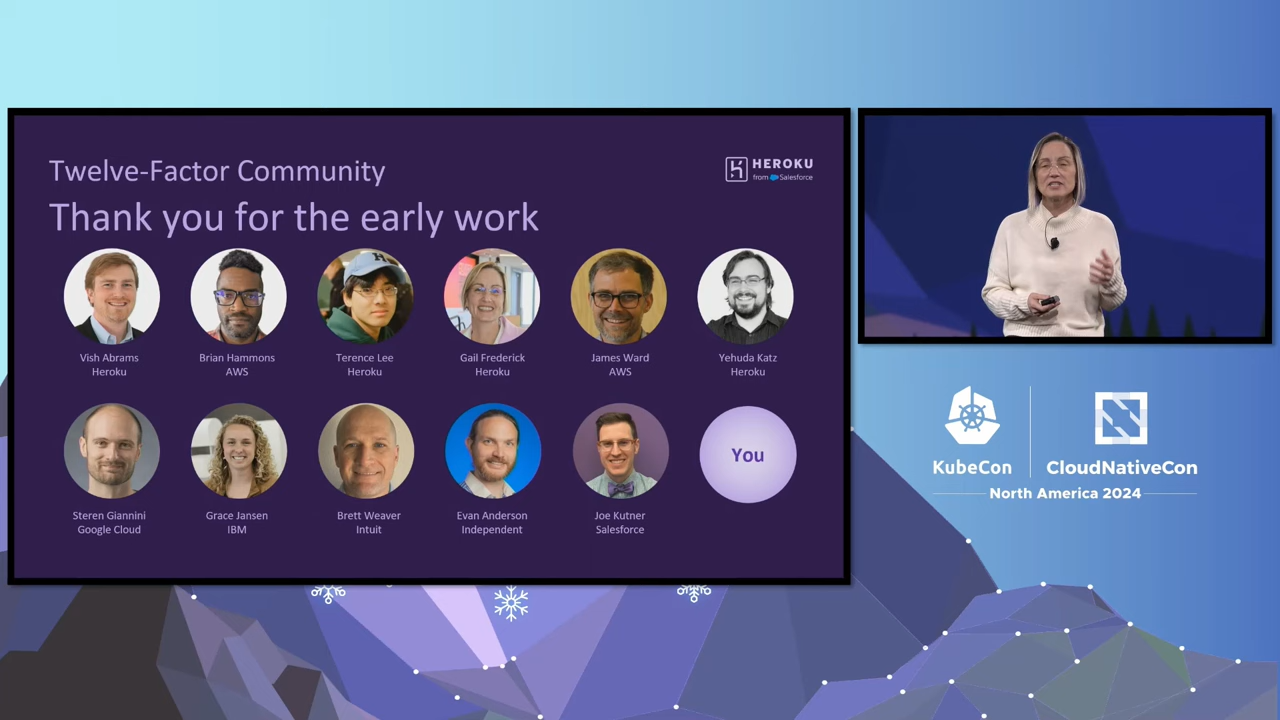 Twelve-Factor Community
Thank you for the early work
HEROKU
from Salesforce
Vish Abrams
Heroku
Brian Hammons
AWS
Terence Lee
Heroku
Gail Frederick
Heroku
James Ward
AWS
Yehuda Katz
Heroku
Steren Giannini
Google Cloud
Grace Jansen
IBM
Brett Weaver
Intuit
Evan Anderson
Independent
Joe Kutner
Salesforce
You
KubeCon
CloudNativeCon
North America 2024